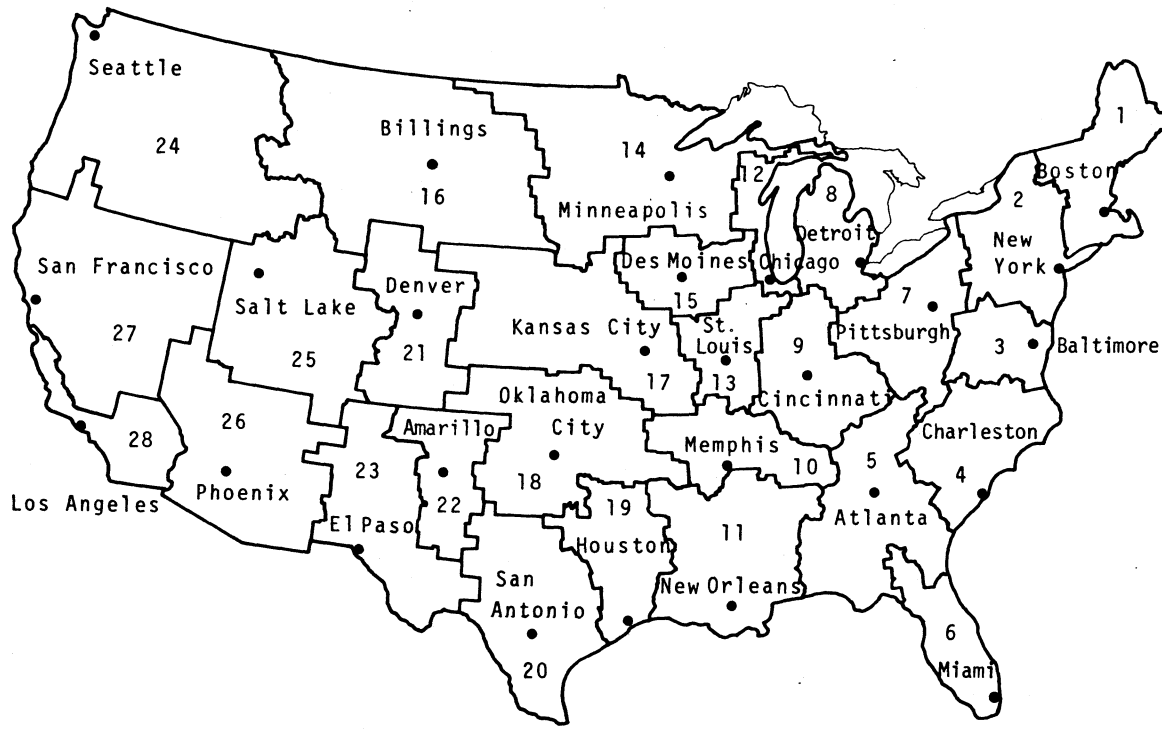 Seattle
24
Billings
16
14
Minneapolis
12
8
Detroit
1
Boston
2
New
York
San Francisco
27
Salt Lake
25
Denver
21
Des Moines
15
Chicago
Kansas City
17
St.
Louis
13
9
Cincinnati
7
Pittsburgh
3
Baltimore
28
Los Angeles
26
Phoenix
23
El Paso
Amarillo
22
Oklahoma
City
18
Memphis
10
19
Houston
11
New Orleans
5
Atlanta
Charleston
4
San
Antonio
20
6
Miami